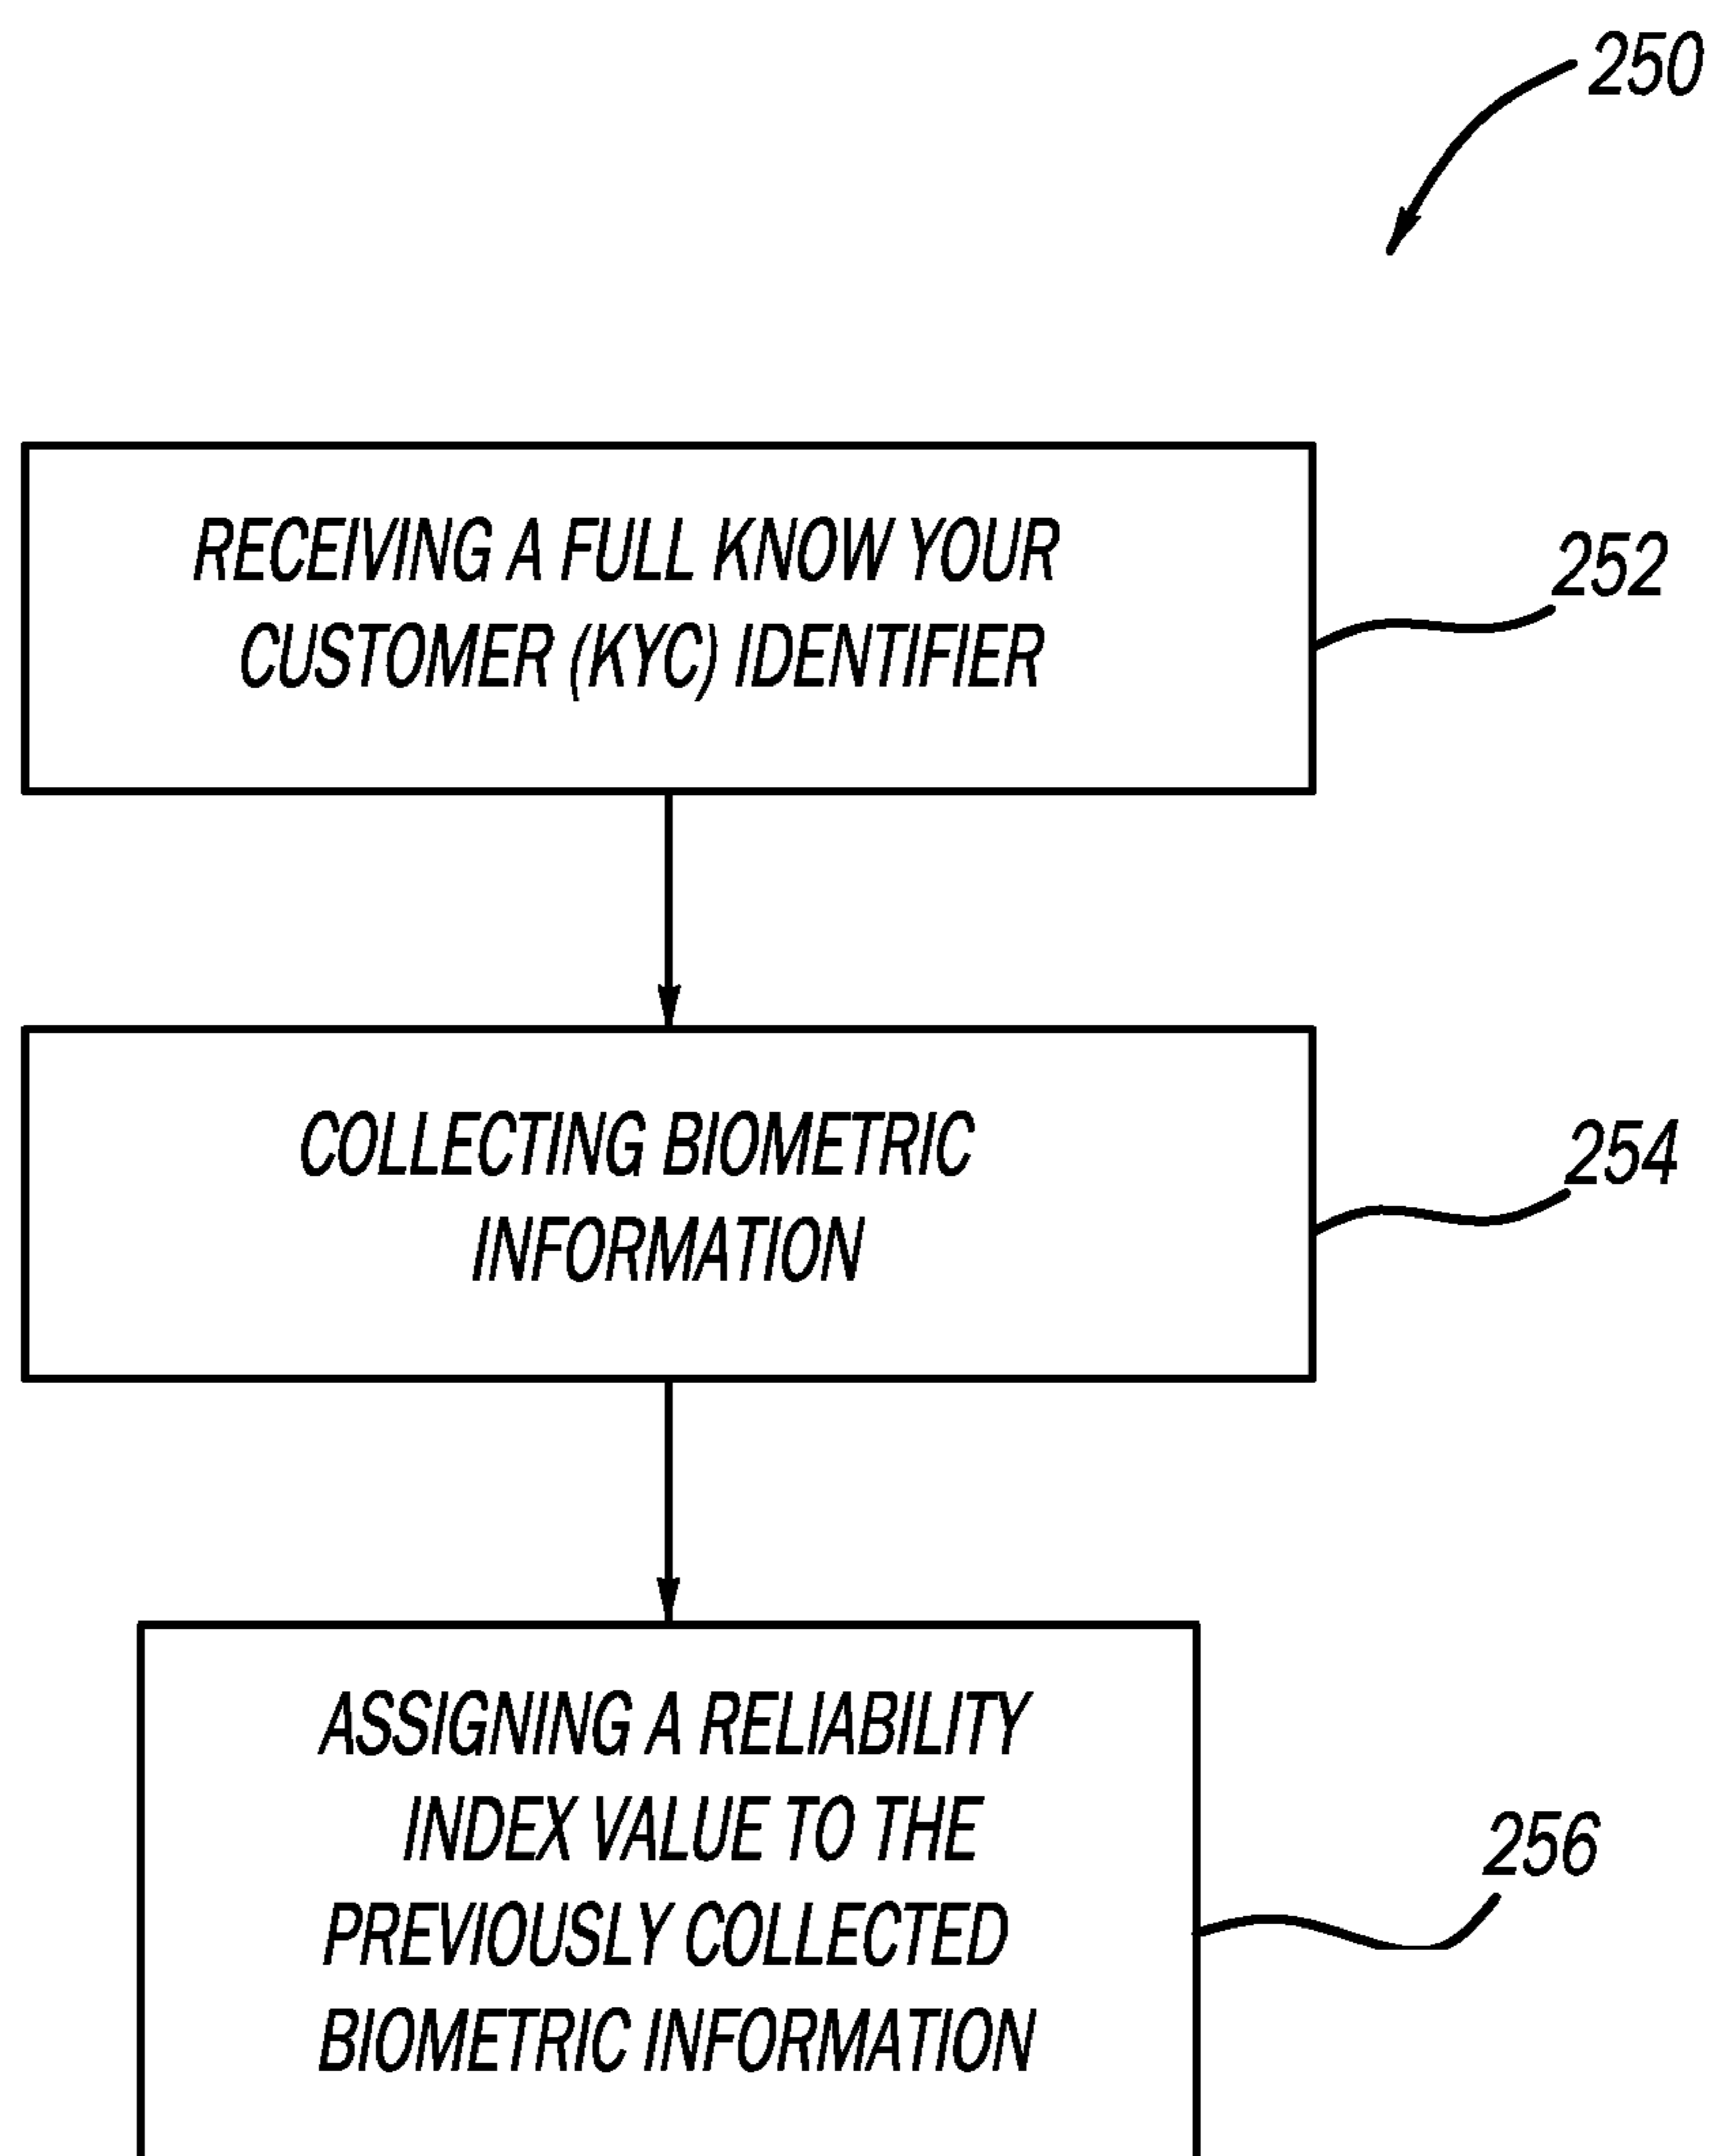 250
RECEIVING A FULL KNOW YOUR
CUSTOMER (KYC) IDENTIFIER
252
COLLECTING BIOMETRIC
INFORMATION
254
ASSIGNING A RELIABILITY
INDEX VALUE TO THE
PREVIOUSLY COLLECTED
BIOMETRIC INFORMATION
256